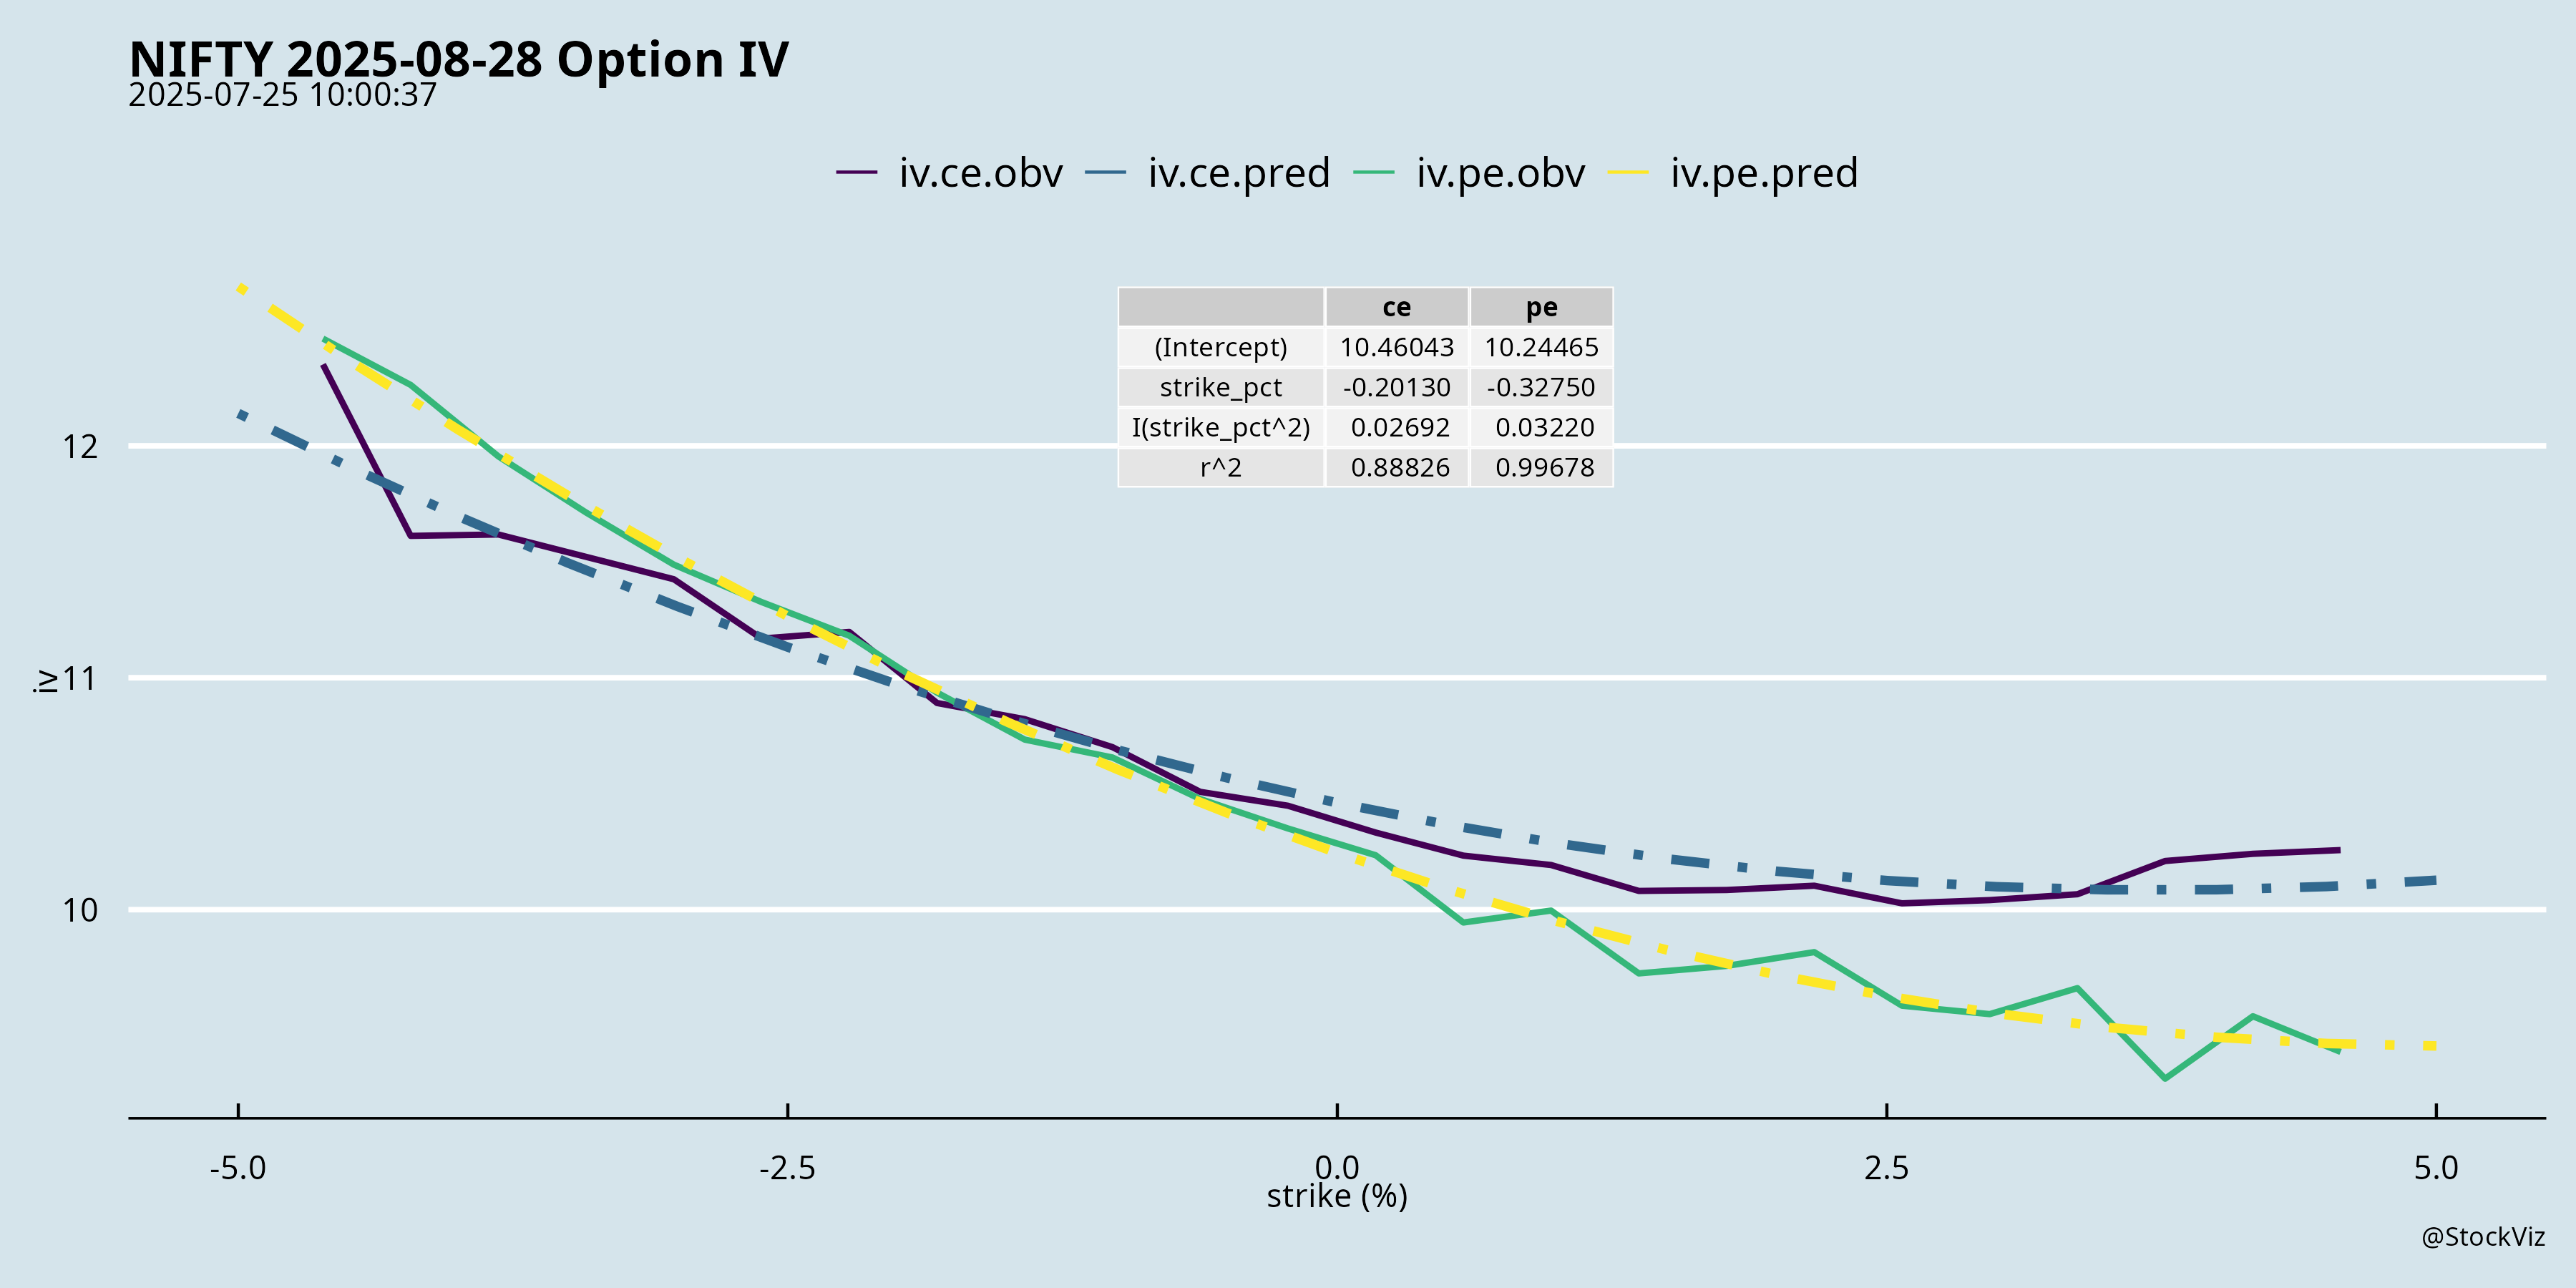 NIFTY 2025-08-28 Option IV
2025-07-25 10:00:37
iv.ce.obv iv.ce.pred iv.pe.obv iv.pe.pred
ce pe
(Intercept) 10.46043 10.24465
strike_pct -0.20130 -0.32750
I(strike_pct^2) 0.02692 0.03220
r^2 0.88826 0.99678
12
11
10
iv
-5.0 -2.5 0.0 2.5 5.0
strike (%)
@StockViz